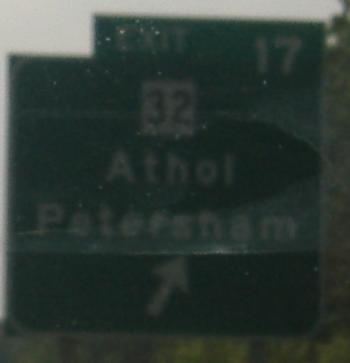 EXIT 17
32
Athol
Petersham